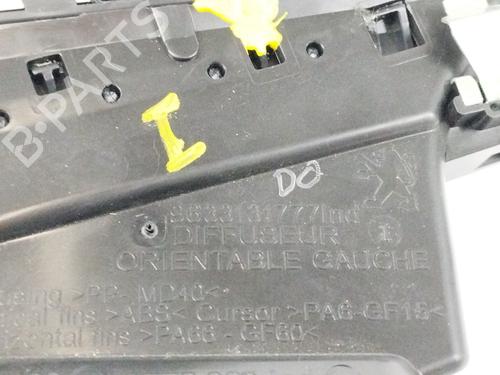 B-PARTS
I
DO
9633131777Ind
DIFFUSEUR
ORIENTABLE GAUCHE
>PP- MD40<
fins >ABS< Cursor >PA6-GF15<
fins >PA66 - GF60<